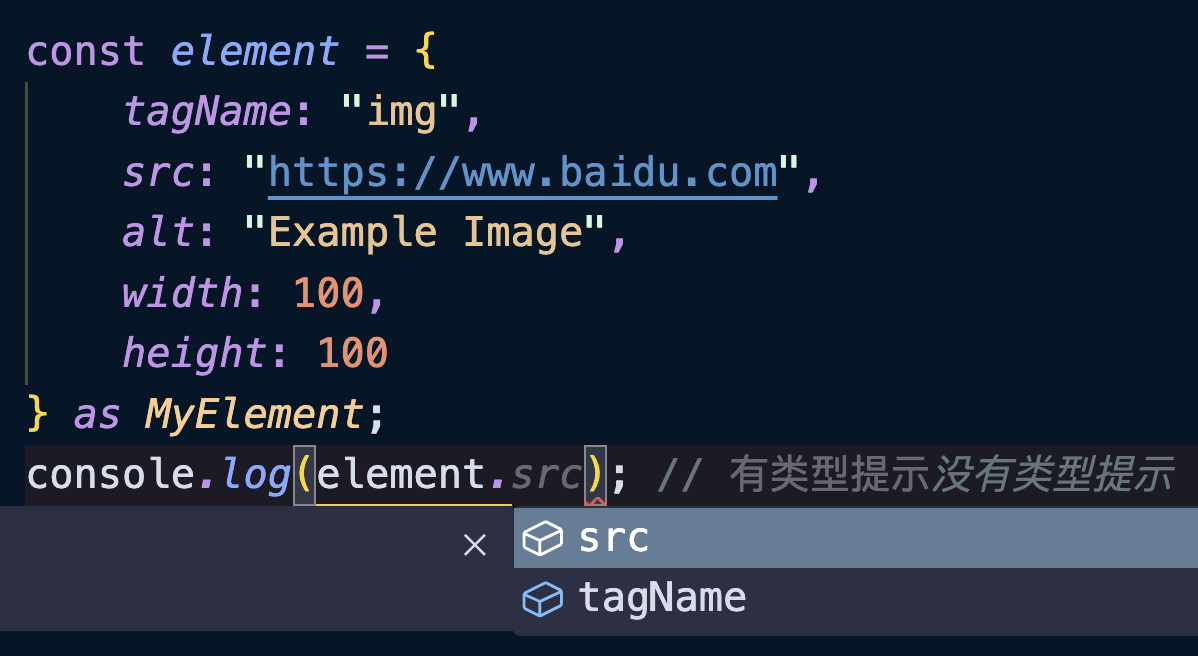 const element = {
tagName: "img",
src: "https://www.baidu.com",
alt: "Example Image",
width: 100,
height: 100
} as MyElement;
console.log(element.src); // 有类型提示没有类型提示
src
tagName